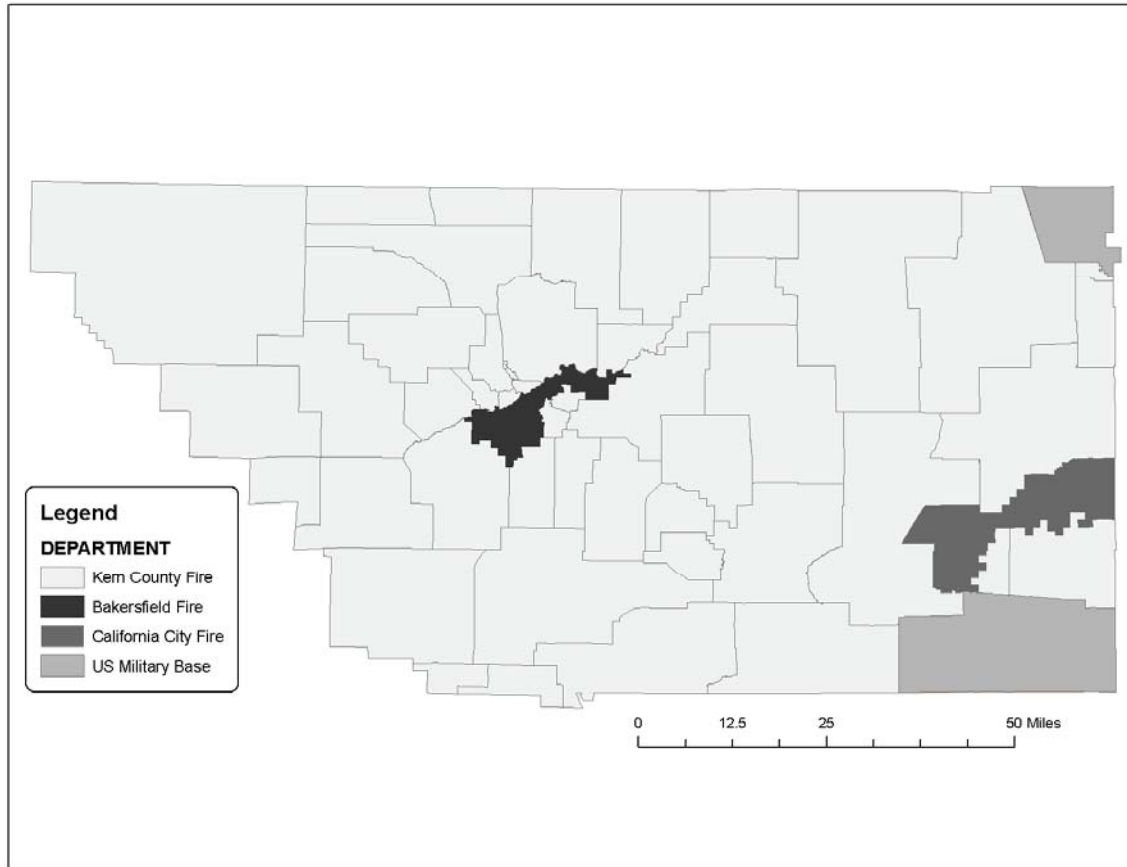 Legend
DEPARTMENT
Kern County Fire
Bakersfield Fire
California City Fire
US Military Base
0 12.5 25 50 Miles